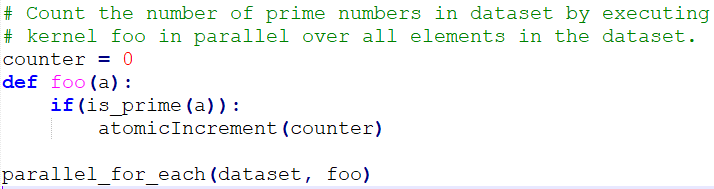 # Count the number of prime numbers in dataset by executing
# kernel foo in parallel over all elements in the dataset.
counter = 0
def foo(a):
    if(is_prime(a)):
        atomicIncrement(counter)

parallel_for_each(dataset, foo)